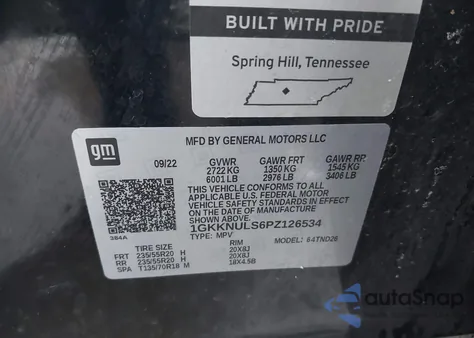 BUILT WITH PRIDE
Spring Hill, Tennessee
gm
MFD BY GENERAL MOTORS LLC
09/22 GVWR GAWR FRT GAWR RR
2722 KG 1350 KG 1545 KG
6001 LB 2976 LB 3406 LB
THIS VEHICLE CONFORMS TO ALL
APPLICABLE U.S. FEDERAL MOTOR
VEHICLE SAFETY STANDARDS IN EFFECT
ON THE DATE OF MANUFACTURE
SHOWN ABOVE.
1GKKNULS6PZ126534
TYPE: MPV MODEL: 64TND26
TIRE SIZE RIM
FRT 235/55R20 H 20X8J
RR 235/55R20 H 20X8J
SPA T135/70R18 M 18X4.5B
autoSnap